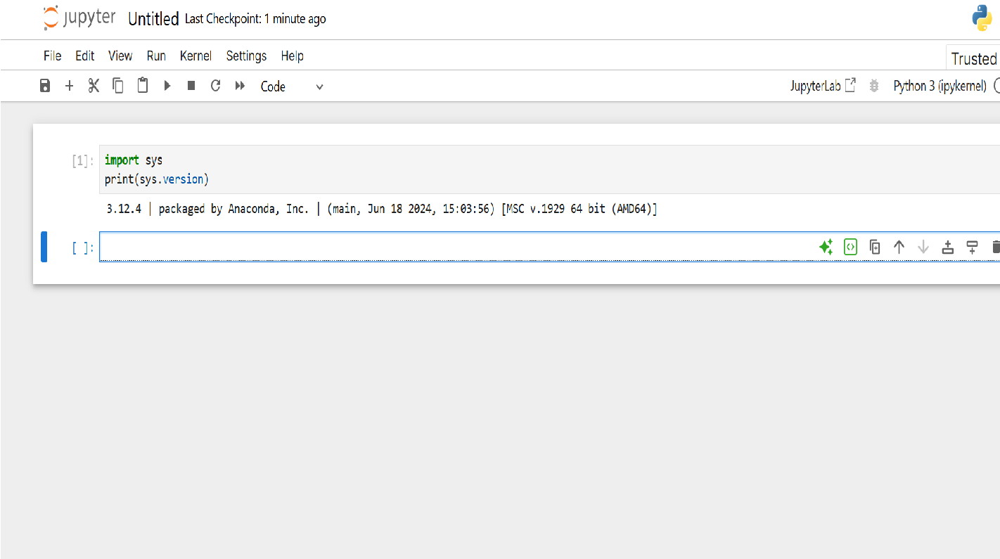 jupyter Untitled Last Checkpoint: 1 minute ago
File Edit View Run Kernel Settings Help
Trusted
Code JupyterLab Python 3 (ipykernel)
[1]: import sys
print(sys.version)
3.12.4 | packaged by Anaconda, Inc. | (main, Jun 18 2024, 15:03:56) [MSC v.1929 64 bit (AMD64)]
[ ]: